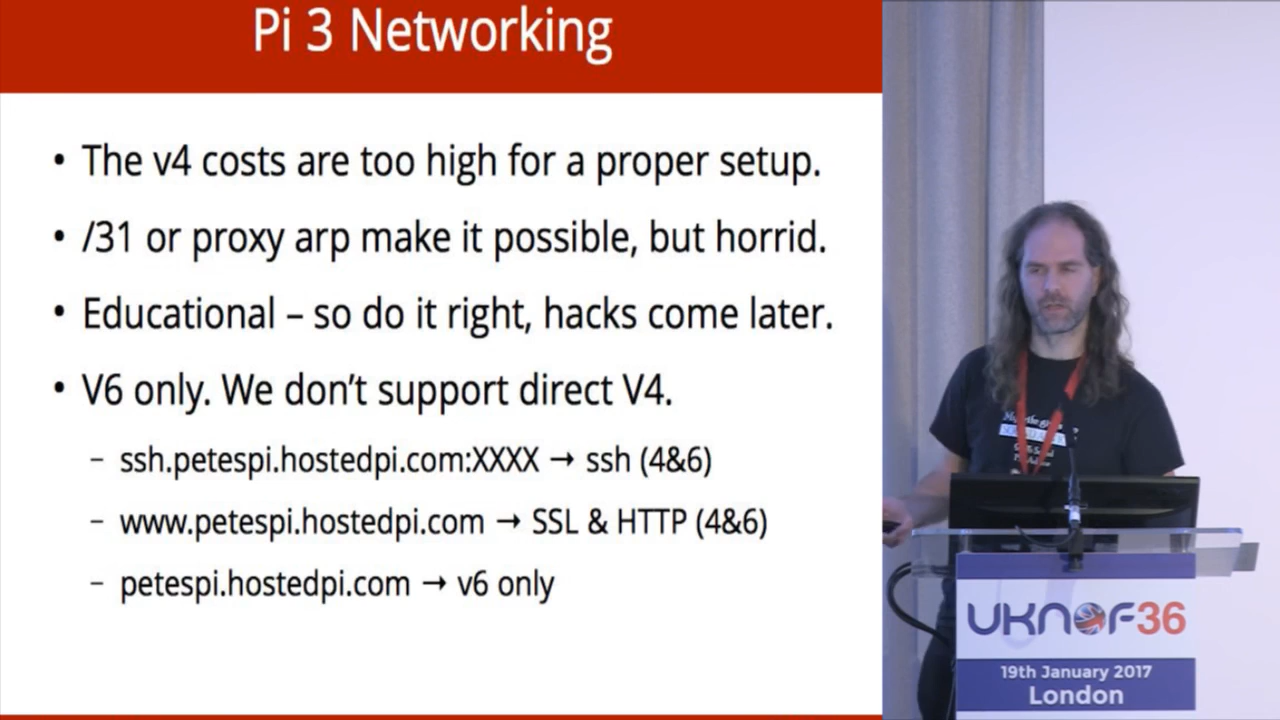 Pi 3 Networking
• The v4 costs are too high for a proper setup.
• /31 or proxy arp make it possible, but horrid.
• Educational – so do it right, hacks come later.
• V6 only. We don’t support direct V4.
– ssh.petespi.hostedpi.com:XXXX → ssh (4&6)
– www.petespi.hostedpi.com → SSL & HTTP (4&6)
– petespi.hostedpi.com → v6 only
UKNOF36
19th January 2017
London